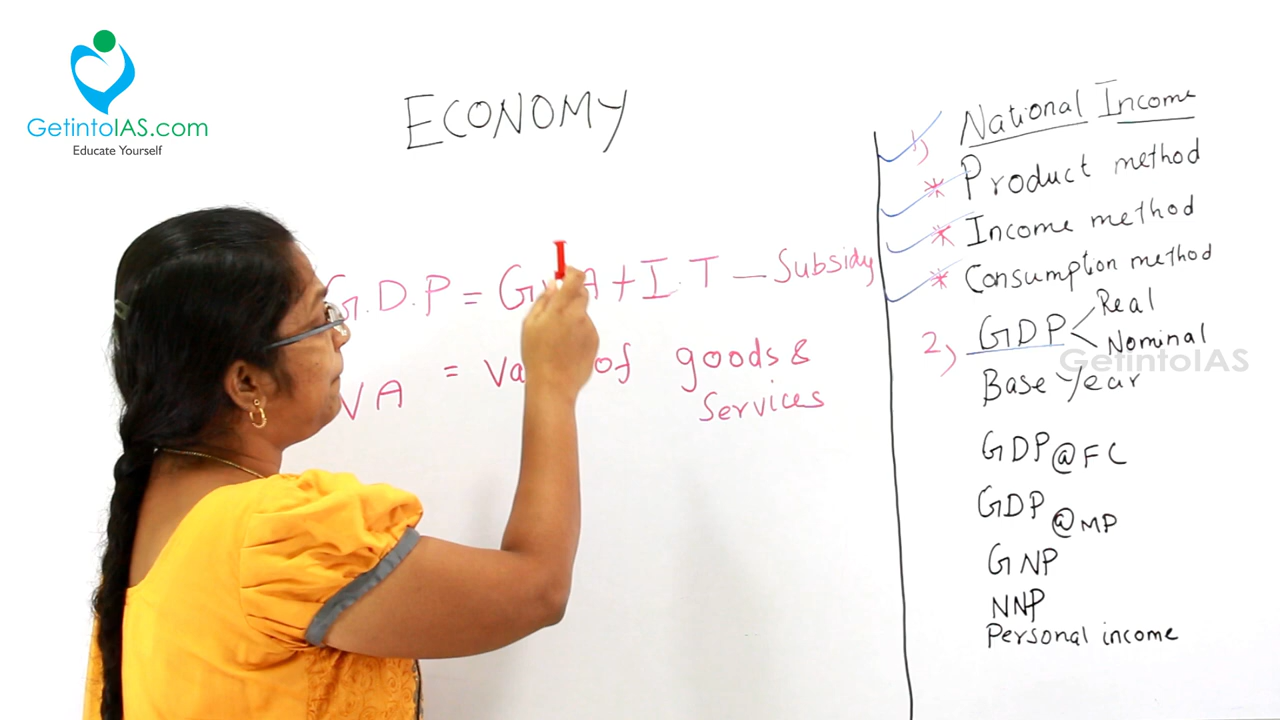 GetintoIAS.com
Educate Yourself
ECONOMY
G.D.P = G A + I.T — Subsidy
VA = Va of goods &
Services
1) National Income
* Product method
* Income method
* Consumption method
2) GDP Real
Nominal
GetintoIAS
Base Year
GDP @ FC
GDP @ MP
GNP
NNP
Personal income